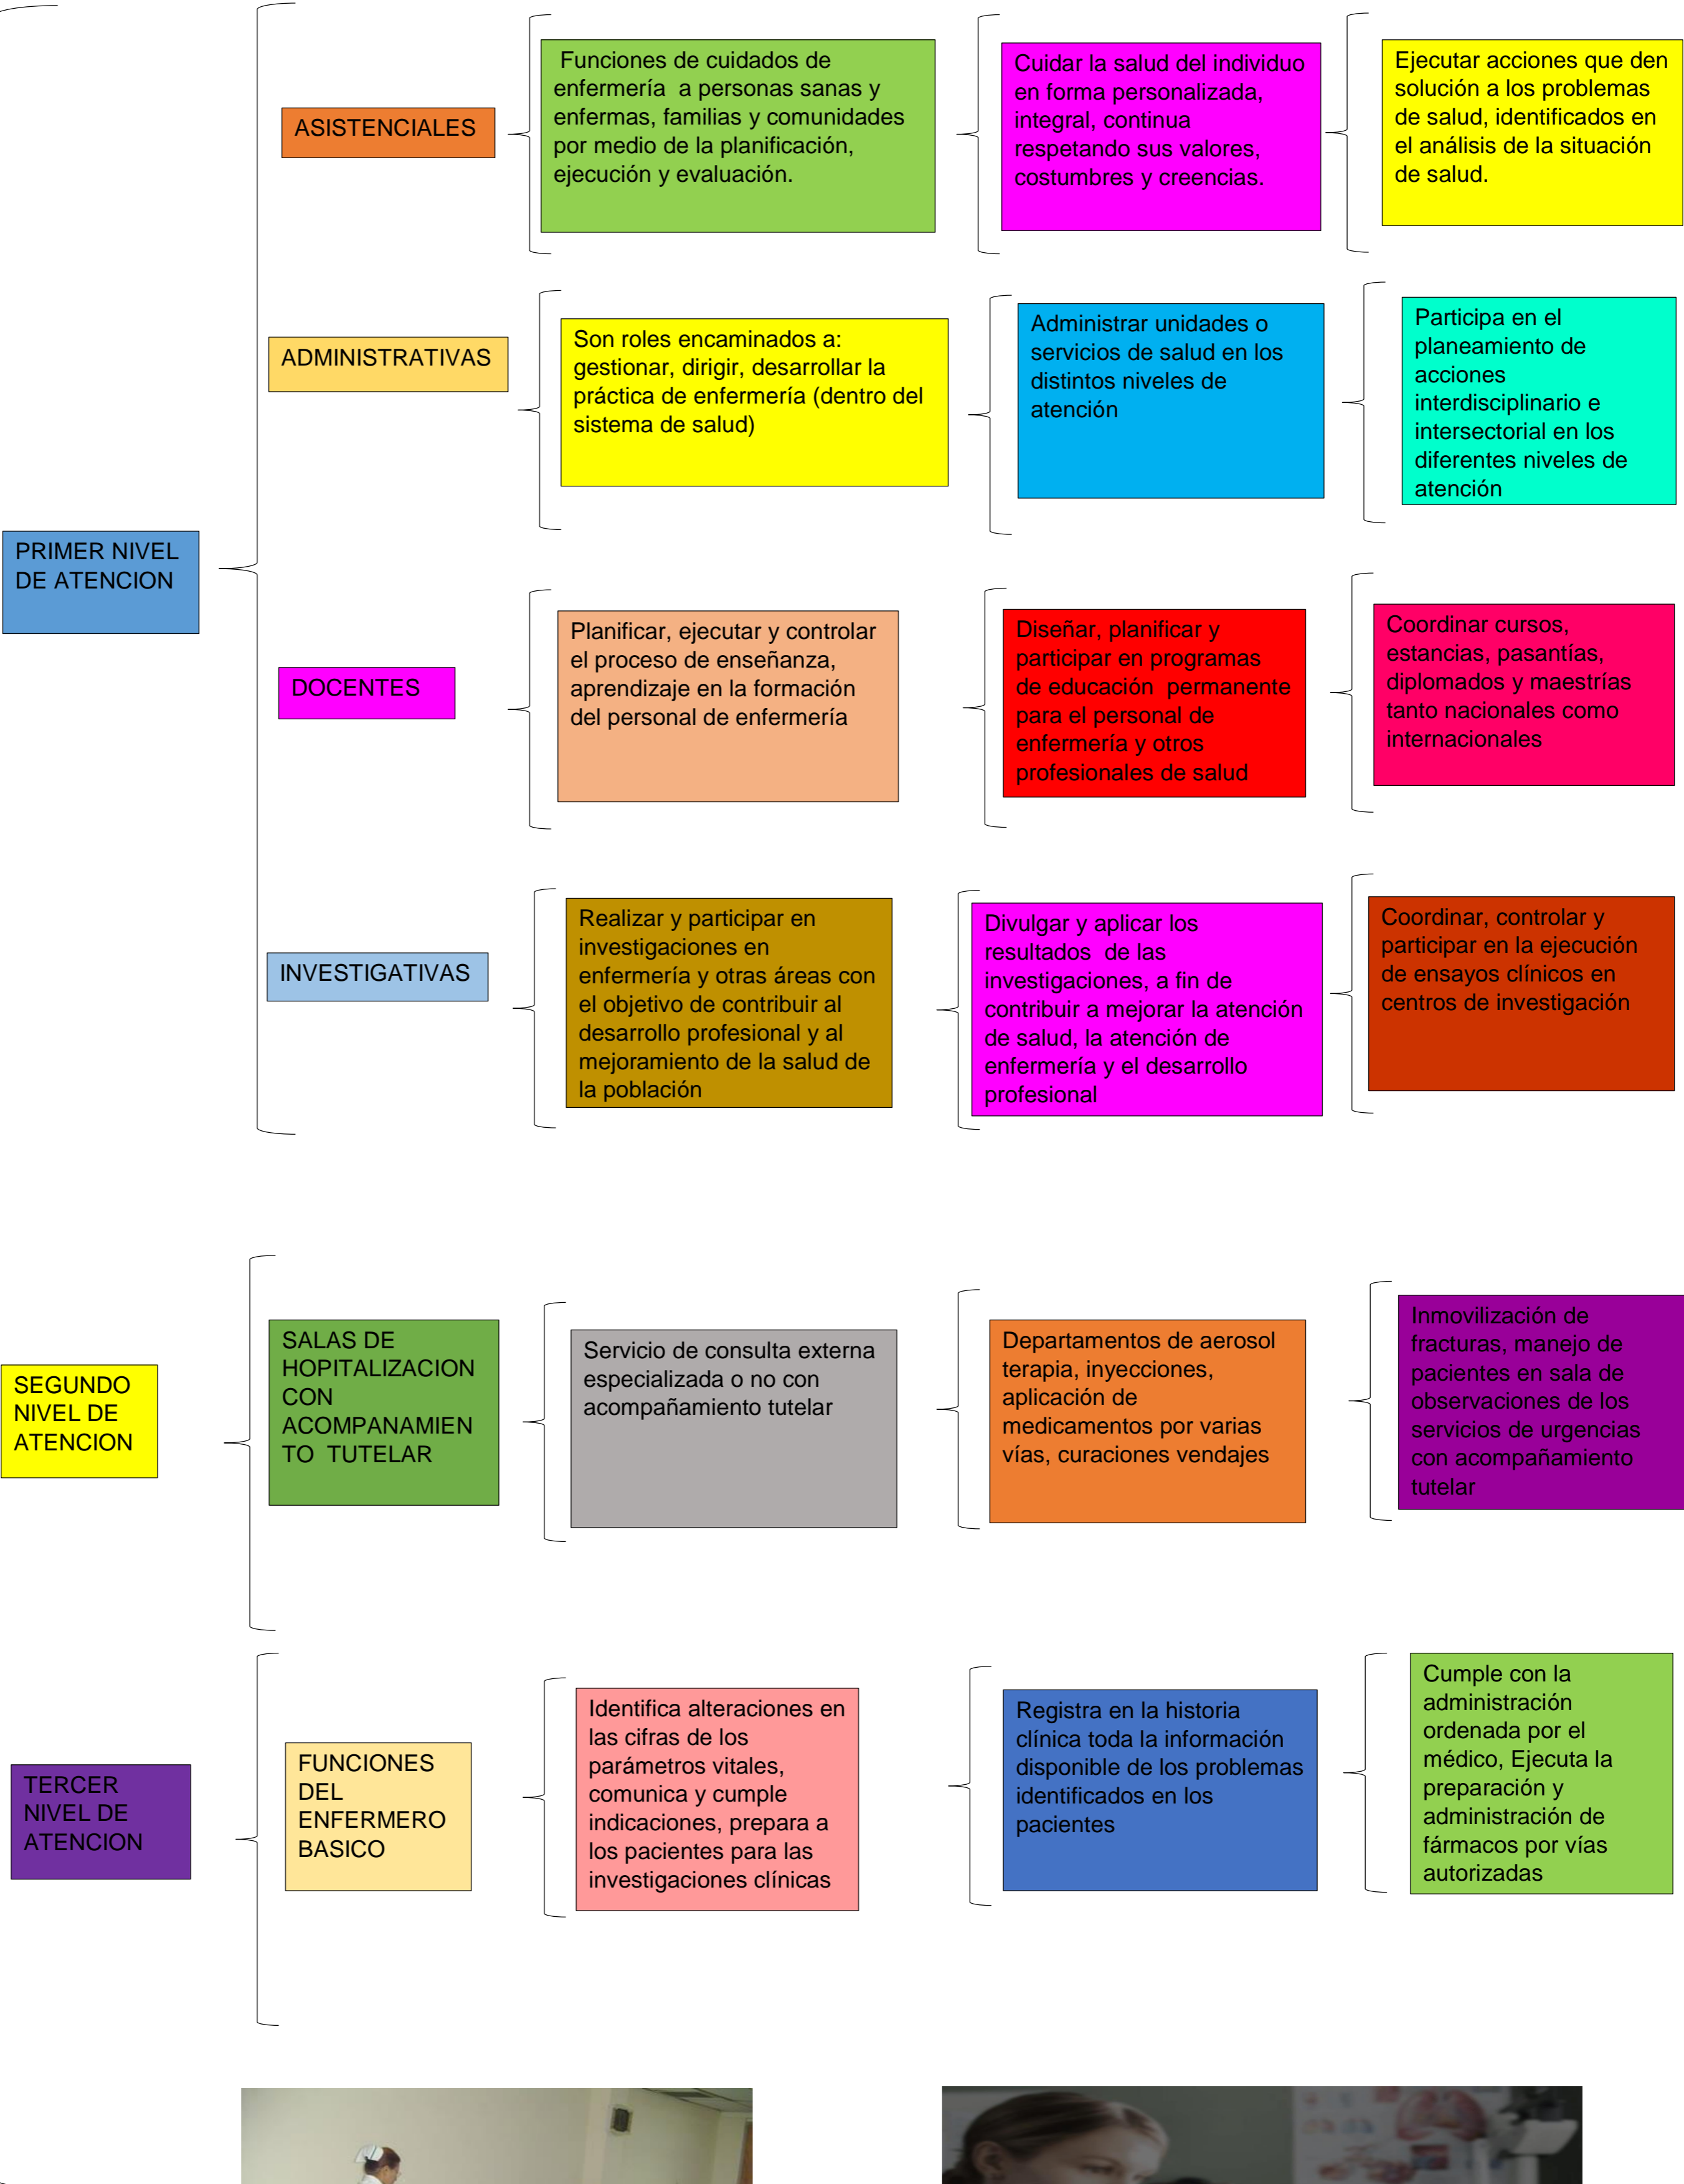 PRIMER NIVEL
DE ATENCION
ASISTENCIALES
Funciones de cuidados de
enfermería a personas sanas y
enfermas, familias y comunidades
por medio de la planificación,
ejecución y evaluación.
Cuidar la salud del individuo
en forma personalizada,
integral, continua
respetando sus valores,
costumbres y creencias.
Ejecutar acciones que den
solución a los problemas
de salud, identificados en
el análisis de la situación
de salud.
ADMINISTRATIVAS
Son roles encaminados a:
gestionar, dirigir, desarrollar la
práctica de enfermería (dentro del
sistema de salud)
Administrar unidades o
servicios de salud en los
distintos niveles de
atención
Participa en el
planeamiento de
acciones
interdisciplinario e
intersectorial en los
diferentes niveles de
atención
DOCENTES
Planificar, ejecutar y controlar
el proceso de enseñanza,
aprendizaje en la formación
del personal de enfermería
Diseñar, planificar y
participar en programas
de educación permanente
para el personal de
enfermería y otros
profesionales de salud
Coordinar cursos,
estancias, pasantías,
diplomados y maestrías
tanto nacionales como
internacionales
INVESTIGATIVAS
Realizar y participar en
investigaciones en
enfermería y otras áreas con
el objetivo de contribuir al
desarrollo profesional y al
mejoramiento de la salud de
la población
Divulgar y aplicar los
resultados de las
investigaciones, a fin de
contribuir a mejorar la atención
de salud, la atención de
enfermería y el desarrollo
profesional
Coordinar, controlar y
participar en la ejecución
de ensayos clínicos en
centros de investigación
SEGUNDO
NIVEL DE
ATENCION
SALAS DE
HOPITALIZACION
CON
ACOMPANAMIEN
TO TUTELAR
Servicio de consulta externa
especializada o no con
acompañamiento tutelar
Departamentos de aerosol
terapia, inyecciones,
aplicación de
medicamentos por varias
vías, curaciones vendajes
Inmovilización de
fracturas, manejo de
pacientes en sala de
observaciones de los
servicios de urgencias
con acompañamiento
tutelar
TERCER
NIVEL DE
ATENCION
FUNCIONES
DEL
ENFERMERO
BASICO
Identifica alteraciones en
las cifras de los
parámetros vitales,
comunica y cumple
indicaciones, prepara a
los pacientes para las
investigaciones clínicas
Registra en la historia
clínica toda la información
disponible de los problemas
identificados en los
pacientes
Cumple con la
administración
ordenada por el
médico, Ejecuta la
preparación y
administración de
fármacos por vías
autorizadas